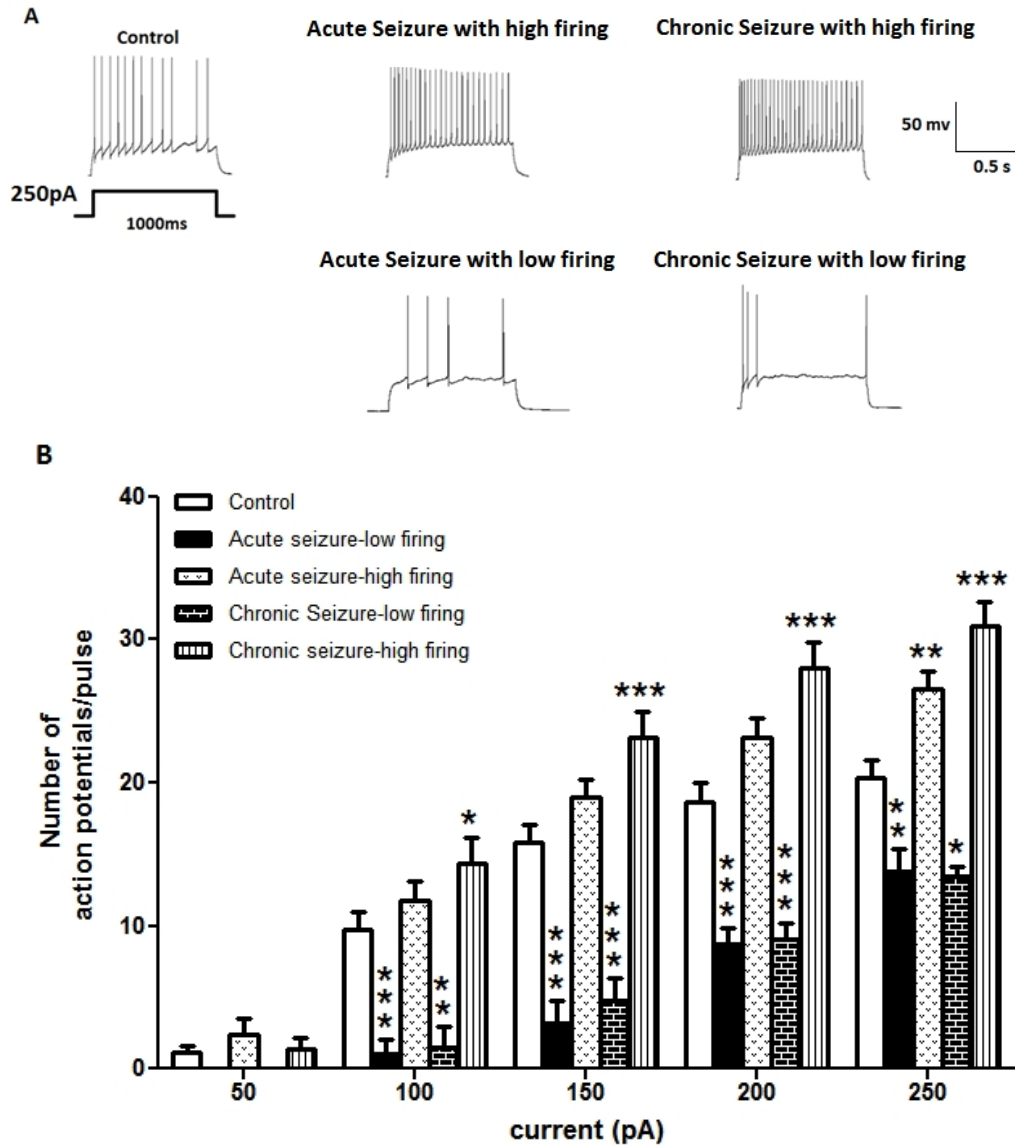 A
Control
Acute Seizure with high firing
Chronic Seizure with high firing
50 mv
0.5 s
250pA
1000ms
Acute Seizure with low firing
Chronic Seizure with low firing
B
Number of
action potentials/pulse
40
30
20
10
0
Control
Acute seizure-low firing
Acute seizure-high firing
Chronic Seizure-low firing
Chronic seizure-high firing
***
**
*
***
***
***
***
***
***
***
**
**
*
***
50
100
150
200
250
current (pA)